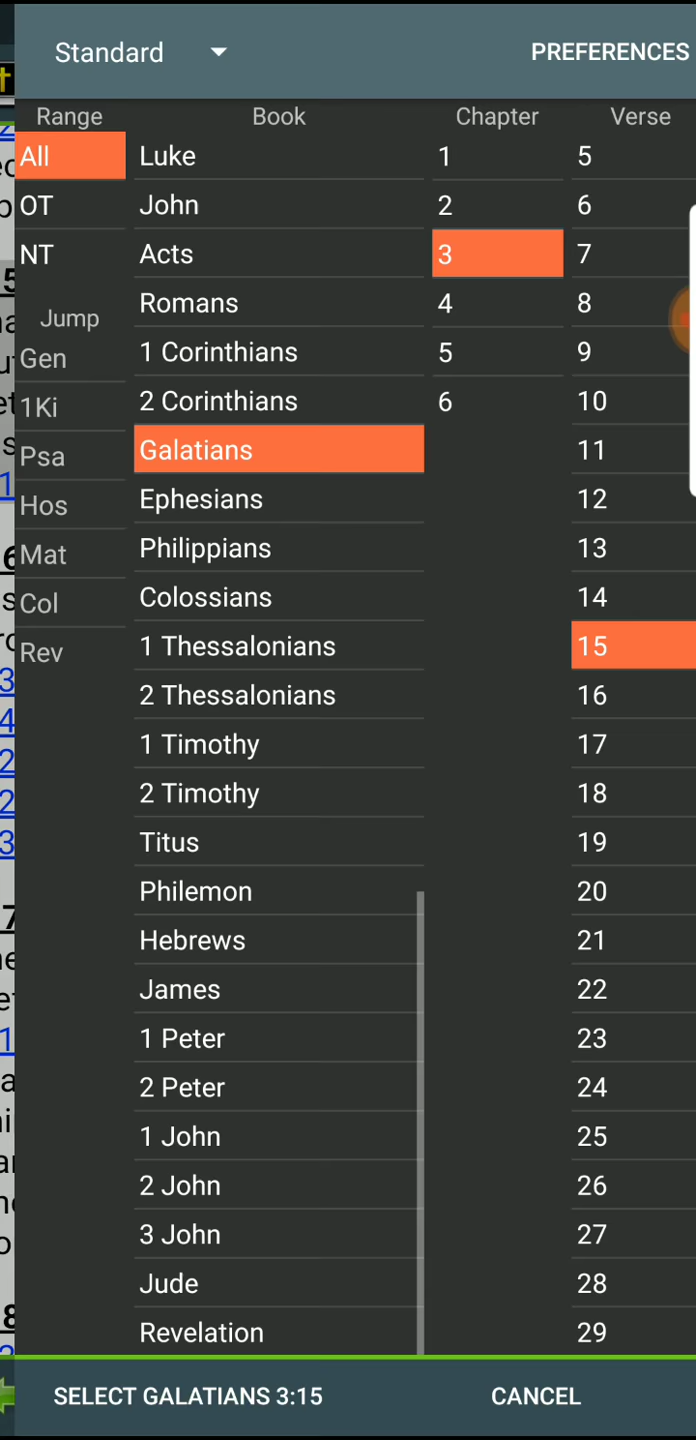 Standard
PREFERENCES
Range
Book
Chapter
Verse
All
OT
NT
Jump
Gen
1Ki
Psa
Hos
Mat
Col
Rev
Luke
John
Acts
Romans
1 Corinthians
2 Corinthians
Galatians
Ephesians
Philippians
Colossians
1 Thessalonians
2 Thessalonians
1 Timothy
2 Timothy
Titus
Philemon
Hebrews
James
1 Peter
2 Peter
1 John
2 John
3 John
Jude
Revelation
1
2
3
4
5
6
5
6
7
8
9
10
11
12
13
14
15
16
17
18
19
20
21
22
23
24
25
26
27
28
29
SELECT GALATIANS 3:15
CANCEL